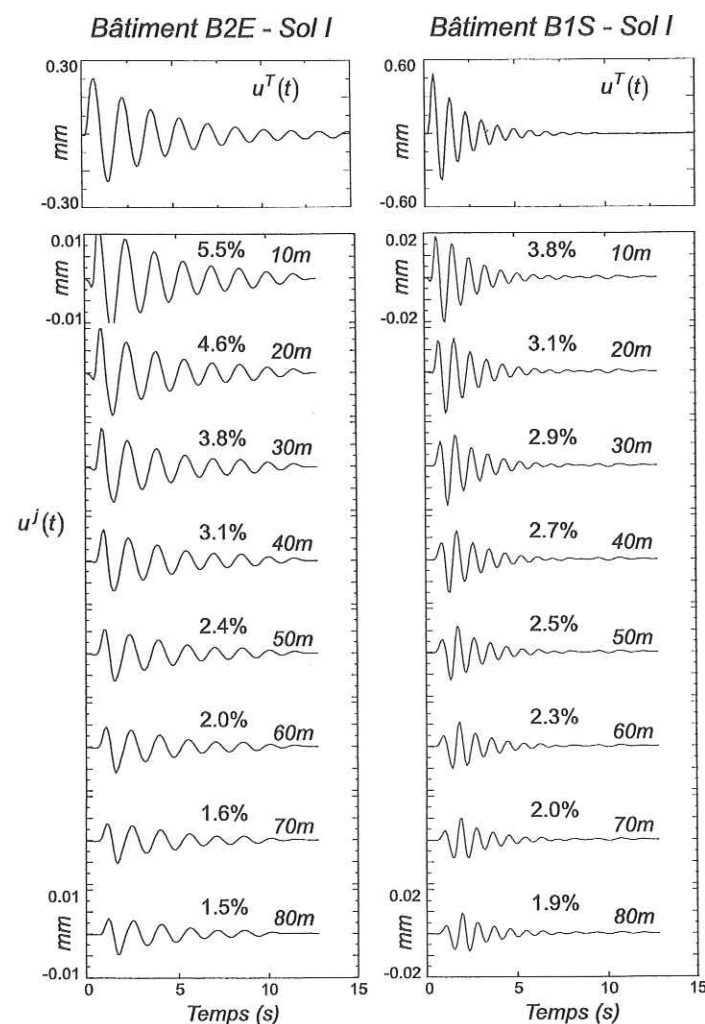 Bâtiment B2E - Sol I
0.30
u^T(t)
mm
-0.30
0.01
5.5%
10m
mm
-0.01
4.6%
20m
3.8%
30m
u^j(t)
3.1%
40m
2.4%
50m
2.0%
60m
1.6%
70m
0.01
1.5%
80m
mm
-0.01
0 5 10 15
Temps (s)
Bâtiment B1S - Sol I
0.60
u^T(t)
mm
-0.60
0.02
3.8%
10m
mm
-0.02
3.1%
20m
2.9%
30m
2.7%
40m
2.5%
50m
2.3%
60m
2.0%
70m
0.02
1.9%
80m
mm
-0.02
0 5 10 15
Temps (s)